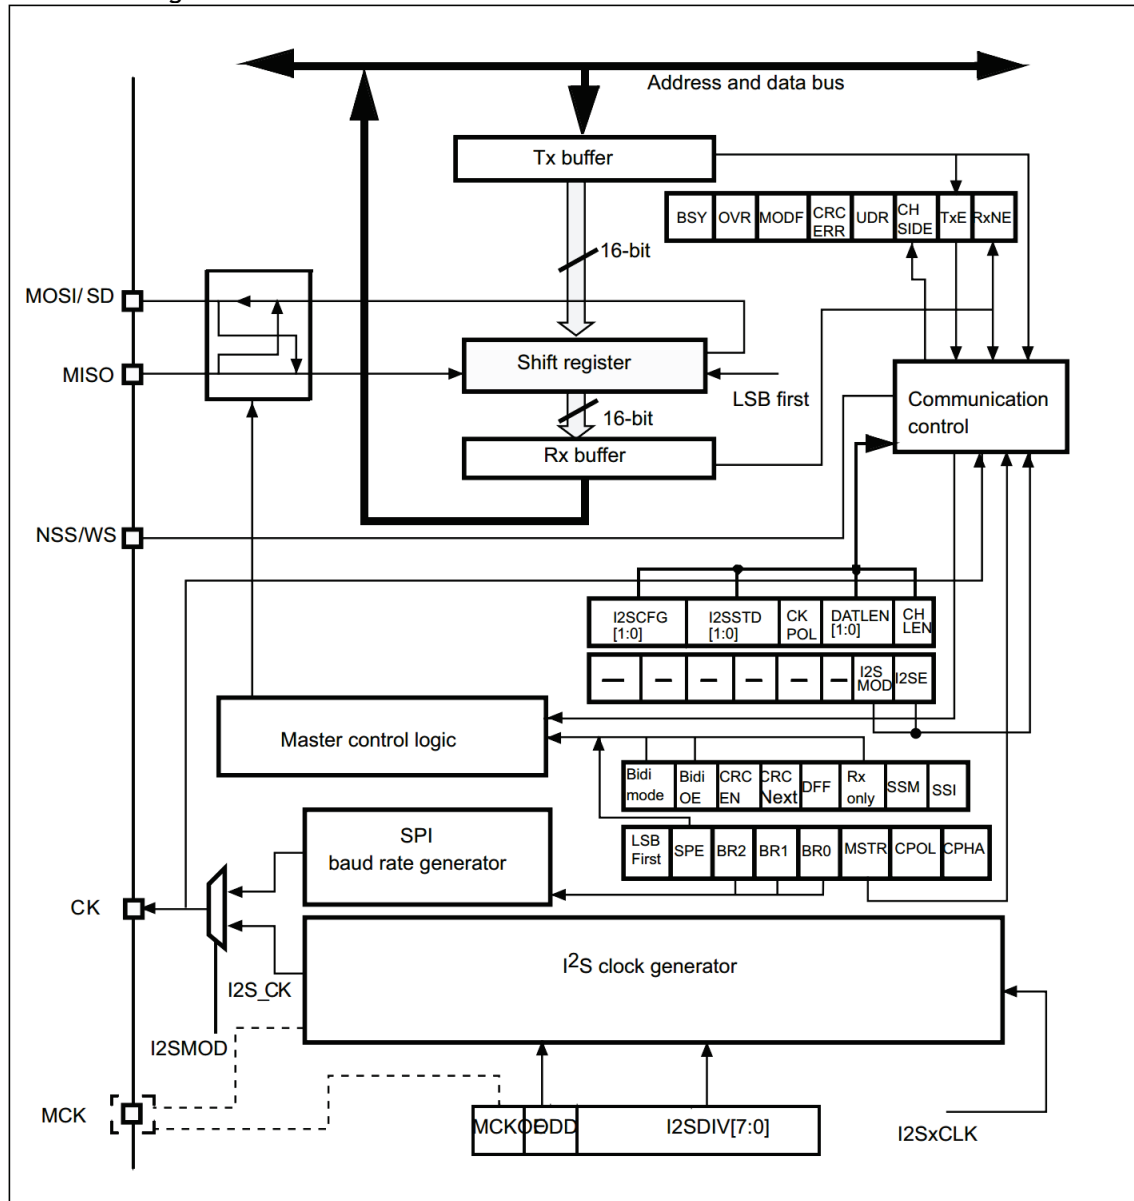 Address and data bus
Tx buffer
BSY
OVR
MODF
CRC
ERR
UDR
CH
SIDE
TxE
RxNE
16-bit
MOSI/ SD
Shift register
MISO
LSB first
Communication
control
16-bit
Rx buffer
NSS/WS
I2SCFG
[1:0]
I2SSTD
[1:0]
CK
POL
DATLEN
[1:0]
CH
LEN
I2S
MOD
I2SE
Master control logic
Bidi
mode
Bidi
OE
CRC
EN
CRC
Next
DFF
Rx
only
SSM
SSI
SPI
baud rate generator
LSB
First
SPE
BR2
BR1
BR0
MSTR
CPOL
CPHA
CK
I2S clock generator
I2S_CK
I2SMOD
MCK
MCKOE
ODD
I2SDIV[7:0]
I2SxCLK